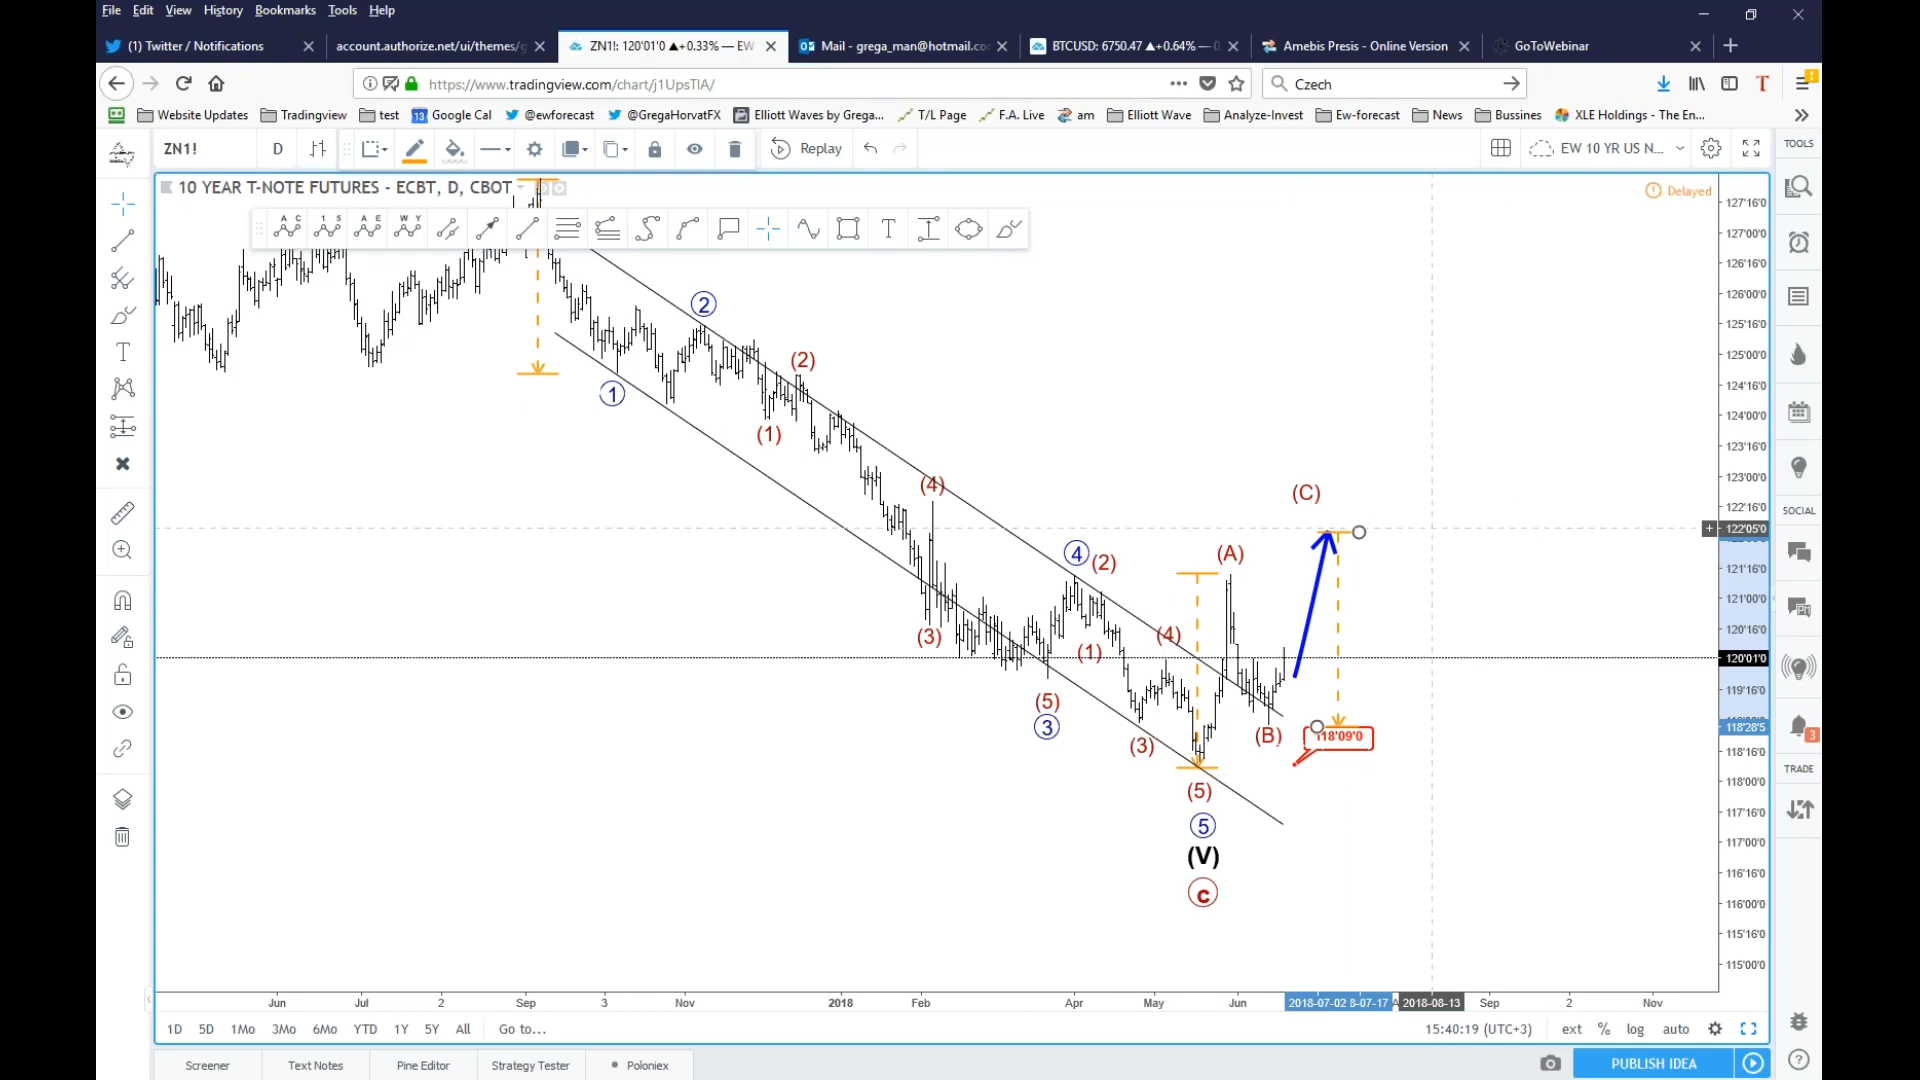 File Edit View History Bookmarks Tools Help
(1) Twitter / Notifications
account.authorize.net/ui/themes/
ZN1!: 120'01'0 ▲+0.33% — EW
Mail - grega_man@hotmail.co
BTCUSD: 6750.47 ▲+0.64% —
Amebis Presis - Online Version
GoToWebinar
https://www.tradingview.com/chart/j1UpsTlA/
Czech
Website Updates Tradingview test Google Cal @ewforecast @GregaHorvatFX Elliott Waves by Grega... T/L Page F.A. Live am Elliott Wave Analyze-Invest Ew-forecast News Bussines XLE Holdings - The En...
ZN1! D Replay EW 10 YR US N...
TOOLS
10 YEAR T-NOTE FUTURES - ECBT, D, CBOT
Delayed
A C 1 5 A E W Y
T
127'16'0
127'00'0
126'16'0
126'00'0
125'16'0
125'00'0
124'16'0
124'00'0
123'16'0
123'00'0
122'16'0
122'05'0
121'16'0
121'00'0
120'16'0
120'01'0
119'16'0
118'28'5
118'16'0
118'00'0
117'16'0
117'00'0
116'16'0
116'00'0
115'16'0
115'00'0
2
1
(2)
(1)
(4)
(3)
(5)
3
4
(2)
(1)
(4)
(3)
(A)
(B)
(C)
118'09'0
(5)
5
(V)
c
SOCIAL
3
TRADE
Jun Jul 2 Sep 3 Nov 2018 Feb Apr May Jun 2018-07-02 8-07-17 A 2018-08-13 Sep 2 Nov
1D 5D 1Mo 3Mo 6Mo YTD 1Y 5Y All Go to... 15:40:19 (UTC+3) ext % log auto
Screener Text Notes Pine Editor Strategy Tester Poloniex PUBLISH IDEA